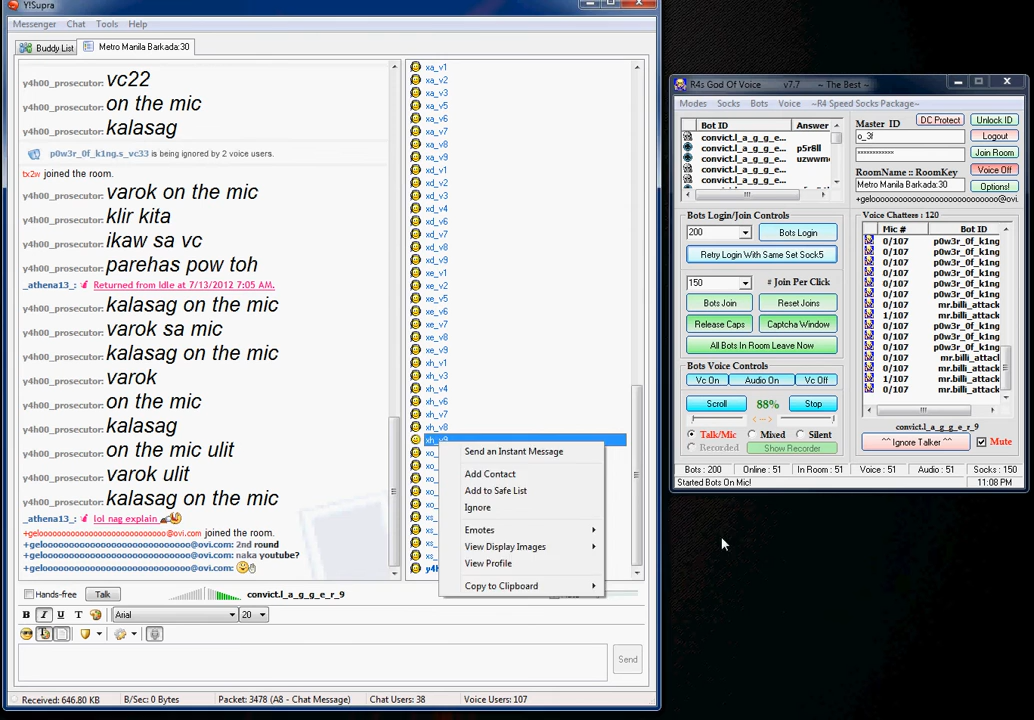 Y!Supra
Messenger Chat Tools Help
Buddy List
Metro Manila Barkada:30
y4h00_prosecutor: vc22
y4h00_prosecutor: on the mic
y4h00_prosecutor: kalasag
p0w3r_0f_k1ng.s_vc33 is being ignored by 2 voice users.
tx2w joined the room.
y4h00_prosecutor: varok on the mic
y4h00_prosecutor: klir kita
y4h00_prosecutor: ikaw sa vc
y4h00_prosecutor: parehas pow toh
_athena13_: Returned from Idle at 7/13/2012 7:05 AM.
y4h00_prosecutor: kalasag on the mic
y4h00_prosecutor: varok sa mic
y4h00_prosecutor: kalasag on the mic
y4h00_prosecutor: varok
y4h00_prosecutor: on the mic
y4h00_prosecutor: kalasag
y4h00_prosecutor: on the mic ulit
y4h00_prosecutor: varok ulit
y4h00_prosecutor: kalasag on the mic
_athena13_: lol nag explain
joined the room.
2nd round
naka youtube?
xa_v1
xa_v2
xa_v3
xa_v5
xa_v6
xa_v7
xa_v8
xa_v9
xd_v1
xd_v2
xd_v3
xd_v4
xd_v6
xd_v7
xd_v8
xd_v9
xe_v1
xe_v2
xe_v5
xe_v6
xe_v7
xe_v8
xe_v9
xh_v1
xh_v3
xh_v4
xh_v6
xh_v7
xh_v8
xh_v9
Send an Instant Message
Add Contact
Add to Safe List
Ignore
Emotes
View Display Images
View Profile
Copy to Clipboard
Hands-free
Talk
convict.l_a_g_g_e_r_9
B I U T
Arial
20
Send
Received: 646.80 KB
B/Sec: 0 Bytes
Packet: 3478 (A8 - Chat Message)
Chat Users: 38
Voice Users: 107
R4s God Of Voice v7.7 ~ The Best ~
Modes Socks Bots Voice ~R4 Speed Socks Package~
Bot ID Answer
convict.l_a_g_g_e...
convict.l_a_g_g_e... p5r8ll
convict.l_a_g_g_e... uzwwm
convict.l_a_g_g_e...
convict.l_a_g_g_e...
Master ID
DC Protect
Unlock ID
o_3f
Logout
************
Join Room
RoomName :: RoomKey
Voice Off
Metro Manila Barkada:30
Options!
Bots Login/Join Controls
200
Bots Login
Retry Login With Same Set Sock5
150
# Join Per Click
Bots Join
Reset Joins
Release Caps
Captcha Window
All Bots In Room Leave Now
Bots Voice Controls
Vc On
Audio On
Vc Off
Scroll
88%
Stop
<-->
Talk/Mic
Mixed
Silent
Recorded
Show Recorder
Voice Chatters : 120
Mic # Bot ID
0/107 p0w3r_0f_k1ng
0/107 p0w3r_0f_k1ng
0/107 p0w3r_0f_k1ng
0/107 p0w3r_0f_k1ng
0/107 p0w3r_0f_k1ng
0/107 mr.billi_attack
1/107 mr.billi_attack
0/107 p0w3r_0f_k1ng
0/107 mr.billi_attack
0/107 p0w3r_0f_k1ng
0/107 mr.billi_attack
0/107 mr.billi_attack
1/107 mr.billi_attack
0/107 mr.billi_attack
convict.l_a_g_g_e_r_9
^^ Ignore Talker ^^
Mute
Bots : 200
Online : 51
In Room : 51
Voice : 51
Audio : 51
Socks : 150
Started Bots On Mic!
11:08 PM